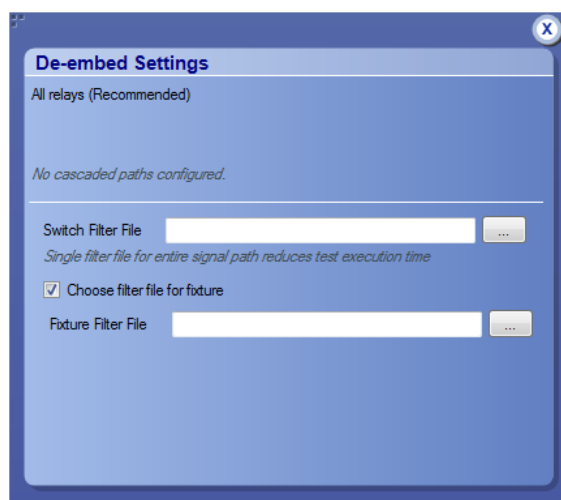 X
De-embed Settings
All relays (Recommended)
No cascaded paths configured.
Switch Filter File
...
Single filter file for entire signal path reduces test execution time
Choose filter file for fixture
Fixture Filter File
...